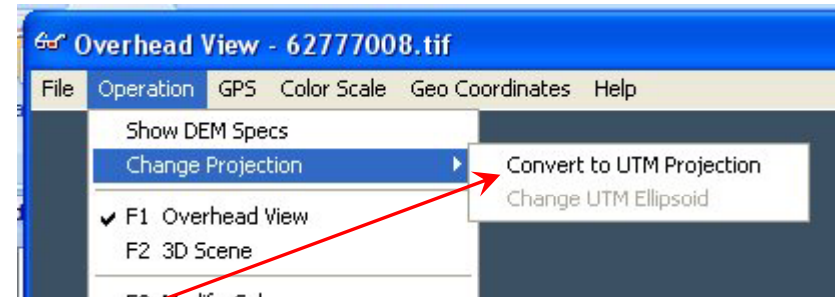 Overhead View - 62777008.tif
File Operation GPS Color Scale Geo Coordinates Help
Show DEM Specs
Change Projection
Convert to UTM Projection
Change UTM Ellipsoid
F1 Overhead View
F2 3D Scene